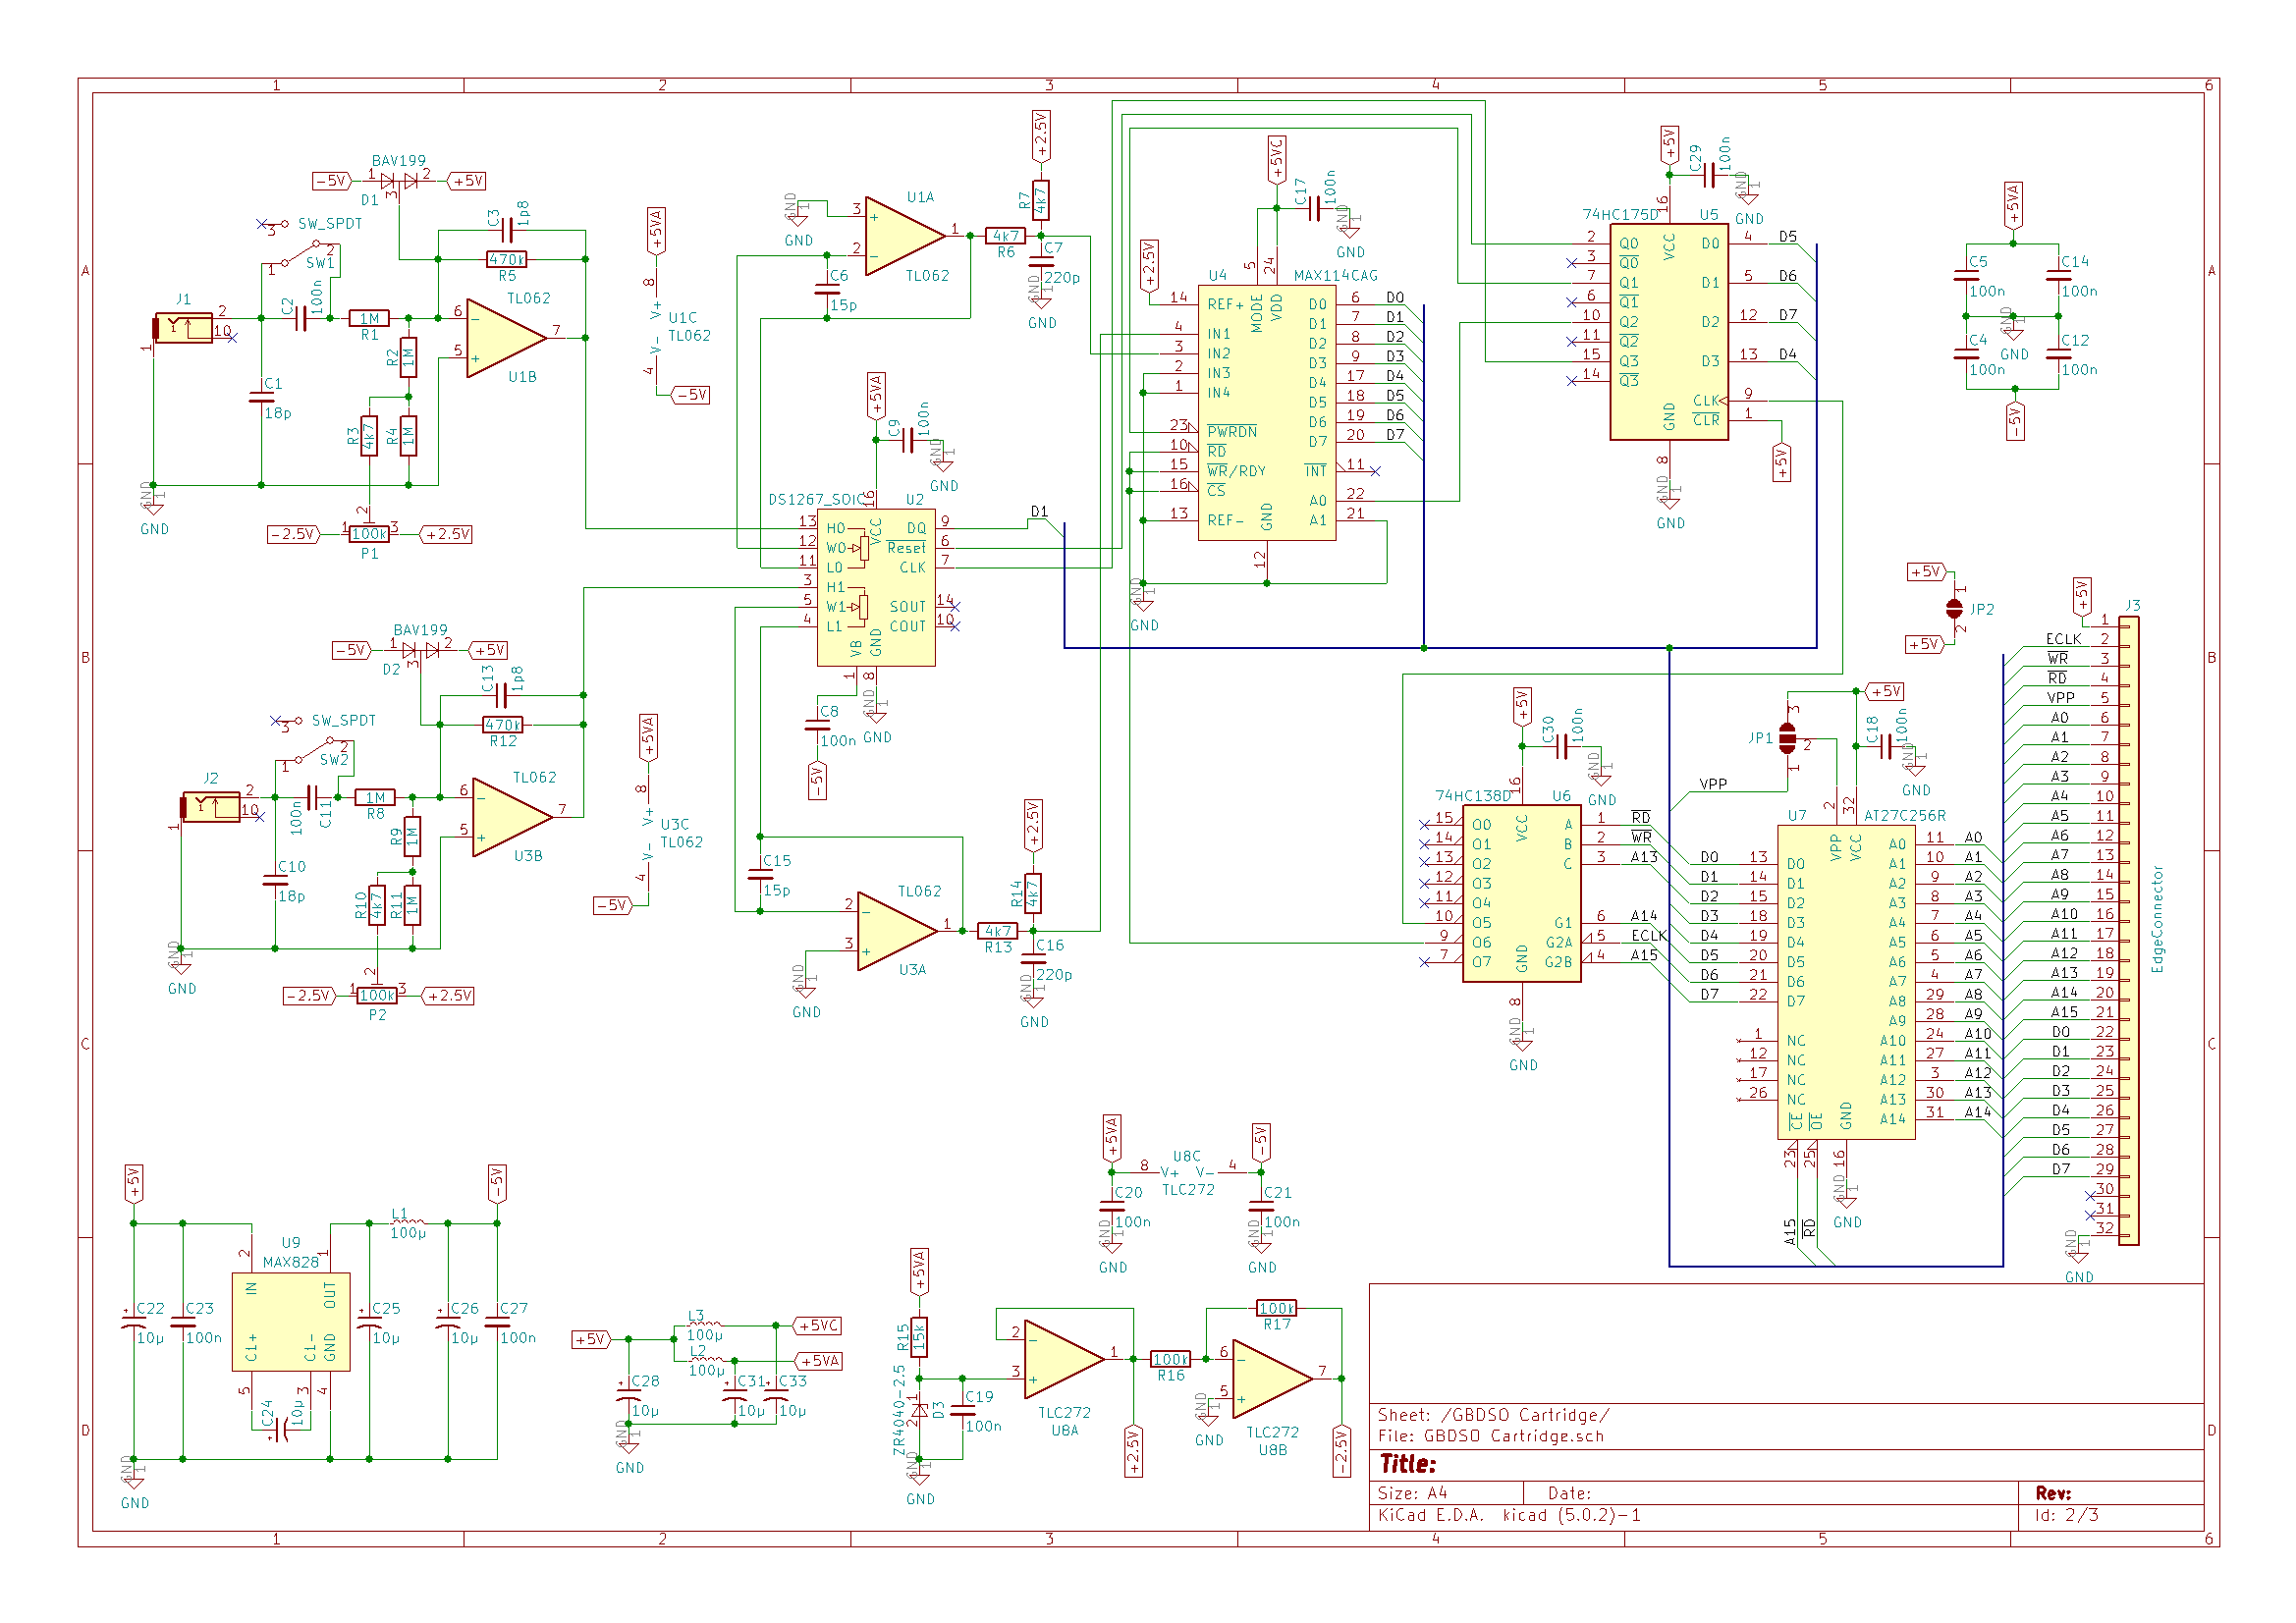 1 2 3 4 5 6
A B C D
BAV199
-5V 1 2 +5V
D1 3
3 SW_SPDT
2
1 SW1
C3 1p8
470k
R5
J1
2
10
1
C2 100n
1M
R1
R2 1M
C1
18p
R3 4k7
R4 1M
TL062
6 7
5
U1B
GND
-2.5V 1 2 3 +2.5V
100k
P1
+5VA
8
V+ U1C
TL062
V-
4
-5V
GND
3 U1A
1
2 TL062
C6
15p
4k7
R6
+2.5V
R7 4k7
C7
220p
GND
+5VA
C9 100n
GND
DS1267_SOIC U2
16
13 H0 VCC DQ 9 D1
12 W0 Reset 6
11 L0 CLK 7
3 H1
5 W1 SOUT 14
4 L1 COUT 10
VB GND
1 8
C8
100n
GND
-5V
BAV199
-5V 1 2 +5V
D2 3
3 SW_SPDT
2
1 SW2
C13 1p8
470k
R12
J2
2
10
1
100n C11
1M
R8
R9 1M
C10
18p
R10 4k7
R11 1M
TL062
6 7
5
U3B
GND
-2.5V 1 2 3 +2.5V
100k
P2
+5VA
8
V+ U3C
TL062
V-
4
-5V
C15
15p
TL062
2
1
3
U3A
GND
4k7
R13
+2.5V
R14 4k7
C16
220p
GND
+5VC
C17 100n
GND
+2.5V
U4 5 24 MAX114CAG
14 REF+ MODE VDD D0 6 D0
4 IN1 D1 7 D1
3 IN2 D2 8 D2
2 IN3 D3 9 D3
1 IN4 D4 17 D4
D5 18 D5
23 PWRDN D6 19 D6
10 RD D7 20 D7
15 WR/RDY INT 11
16 CS A0 22
13 REF- GND A1 21
12
GND
+5V
C29 100n
GND
74HC175D 16 U5
2 Q0 VCC D0 4 D5
3 Q0
7 Q1 D1 5 D6
6 Q1
10 Q2 D2 12 D7
11 Q2
15 Q3 D3 13 D4
14 Q3
CLK 9
GND CLR 1
8
+5V
GND
+5VA
C5 C14
100n 100n
GND
C4 C12
100n 100n
-5V
+5V 1
JP2
+5V 2
+5V
C30 100n
GND
74HC138D 16 U6
15 O0 VCC A 1 RD
14 O1 B 2 WR
13 O2 C 3 A13
12 O3
11 O4
10 O5 G1 6 A14
9 O6 GND G2A 5 ECLK
7 O7 G2B 4 A15
8
GND
+5V
3
JP1 2
1
VPP
C18 100n
GND
U7 2 32 AT27C256R
VPP VCC A0 11 A0
D0 13 D0 A1 10 A1
D1 14 D1 A2 9 A2
D2 15 D2 A3 8 A3
D3 18 D3 A4 7 A4
D4 19 D4 A5 6 A5
D5 20 D5 A6 5 A6
D6 21 D6 A7 4 A7
D7 22 D7 A8 29 A8
A9 28 A9
1 NC A10 24 A10
12 NC A11 27 A11
17 NC A12 3 A12
26 NC A13 30 A13
CE OE GND A14 31 A14
23 25 16
A15 RD
GND
+5V J3
1
ECLK 2
WR 3
RD 4
VPP 5
A0 6
A1 7
A2 8
A3 9
A4 10
A5 11
A6 12
A7 13
A8 14
A9 15
A10 16
A11 17
A12 18
A13 19
A14 20
A15 21
D0 22
D1 23
D2 24
D3 25
D4 26
D5 27
D6 28
D7 29
30
31
32
GND
EdgeConnector
+5V -5V
L1
100µ
U9
MAX828
2 1
IN OUT
C1+ C1- GND
5 3 4
C24 10µ
C22 10µ
C23 100n
C25 10µ
C26 10µ
C27 100n
GND
+5V
L3
100µ
+5VC
L2
100µ
+5VA
C28 10µ
C31 10µ
C33 10µ
GND
+5VA -5V
U8C
8 V+ V- 4
TLC272
C20 100n
C21 100n
GND GND
+5VA
R15 15k
ZR4040-2.5
1 D3 2
C19
100n
GND
2
1
3
TLC272
U8A
+2.5V
100k
R16
100k
R17
6
7
5
TLC272
U8B
GND
-2.5V
Sheet: /GBDSO Cartridge/
File: GBDSO Cartridge.sch
Title:
Size: A4 Date: Rev:
KiCad E.D.A. kicad (5.0.2)-1 Id: 2/3
1 2 3 4 5 6